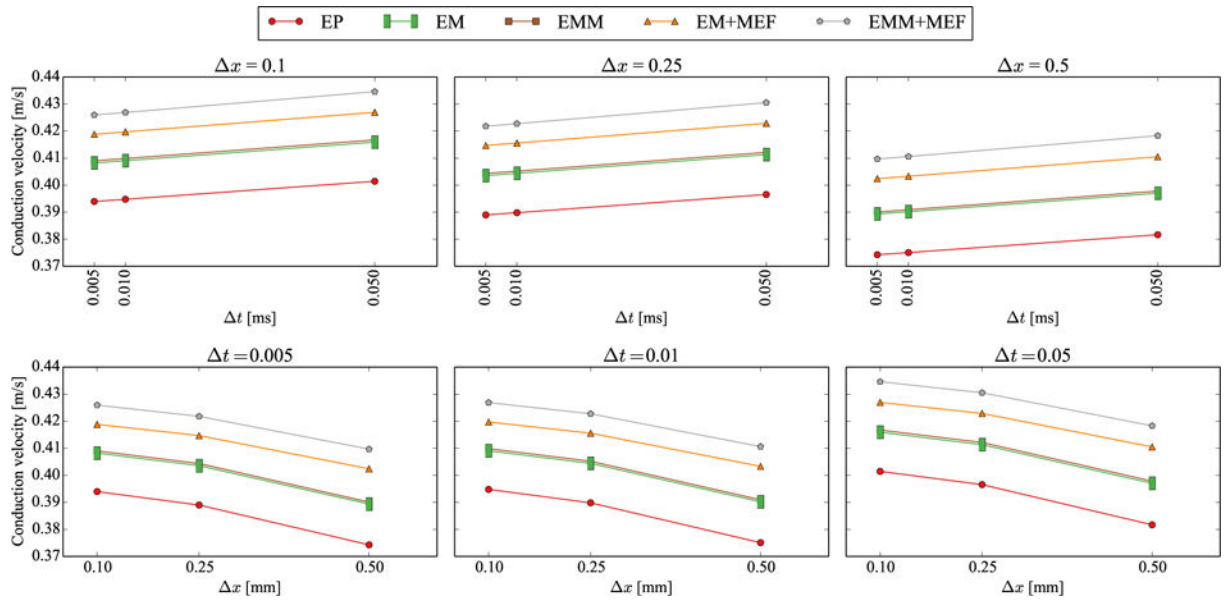 EP EM EMM EM+MEF EMM+MEF
Δx = 0.1 Δx = 0.25 Δx = 0.5
Conduction velocity [m/s]
0.44
0.43
0.42
0.41
0.40
0.39
0.38
0.37
0.005 0.010 0.050 0.005 0.010 0.050 0.005 0.010 0.050
Δt [ms] Δt [ms] Δt [ms]
Δt = 0.005 Δt = 0.01 Δt = 0.05
Conduction velocity [m/s]
0.44
0.43
0.42
0.41
0.40
0.39
0.38
0.37
0.10 0.25 0.50 0.10 0.25 0.50 0.10 0.25 0.50
Δx [mm] Δx [mm] Δx [mm]